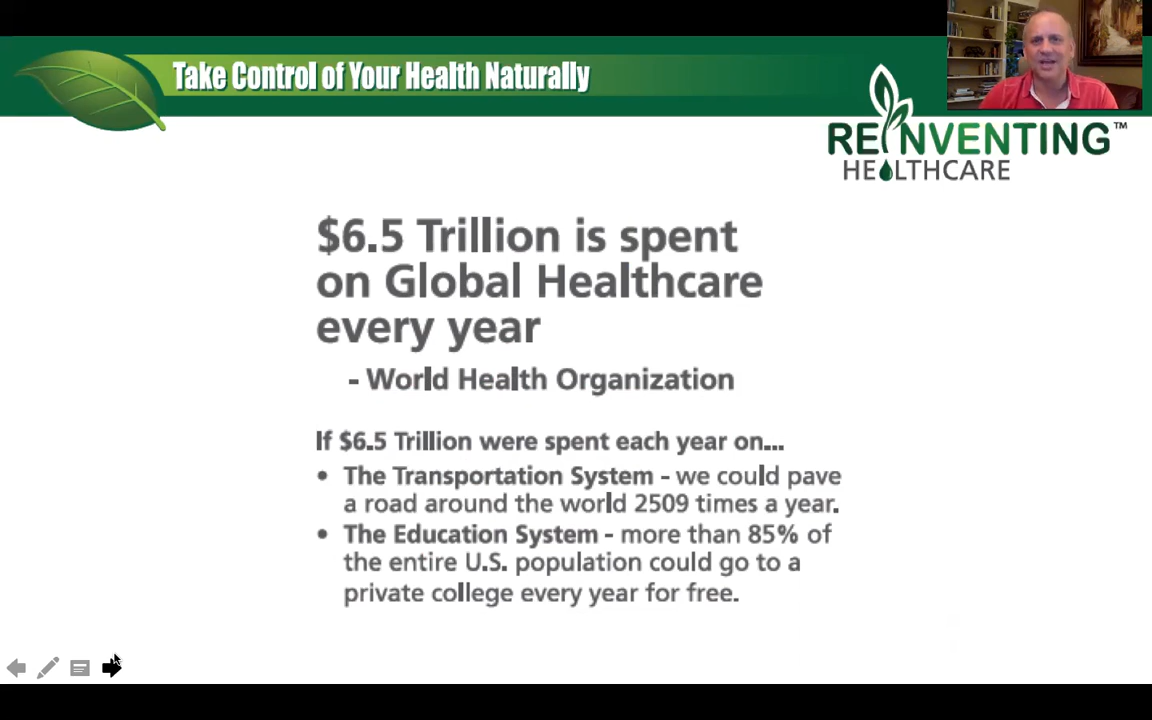 Take Control of Your Health Naturally
REINVENTING™
HEALTHCARE
$6.5 Trillion is spent
on Global Healthcare
every year
- World Health Organization
If $6.5 Trillion were spent each year on...
• The Transportation System - we could pave
a road around the world 2509 times a year.
• The Education System - more than 85% of
the entire U.S. population could go to a
private college every year for free.